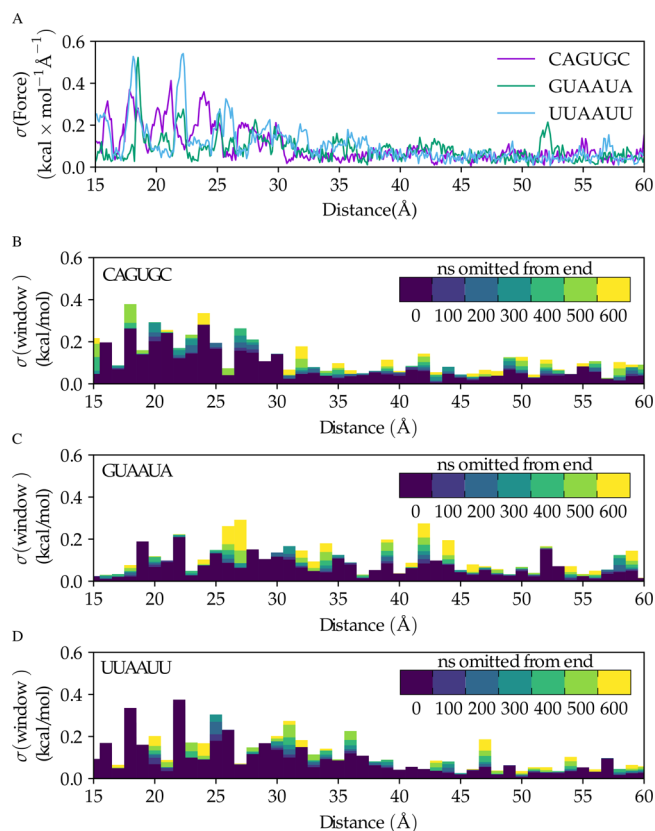 A
0.6
0.4
0.2
0.0
σ(Force)
(kcal × mol⁻¹Å⁻¹)
CAGUGC
GUAAUA
UUAAUU
15 20 25 30 35 40 45 50 55 60
Distance(Å)
B
0.6
0.4
0.2
0.0
σ(window)
(kcal/mol)
CAGUGC
ns omitted from end
0 100 200 300 400 500 600
15 20 25 30 35 40 45 50 55 60
Distance (Å)
C
0.6
0.4
0.2
0.0
σ(window)
(kcal/mol)
GUAAUA
ns omitted from end
0 100 200 300 400 500 600
15 20 25 30 35 40 45 50 55 60
Distance (Å)
D
0.6
0.4
0.2
0.0
σ(window)
(kcal/mol)
UUAAUU
ns omitted from end
0 100 200 300 400 500 600
15 20 25 30 35 40 45 50 55 60
Distance (Å)